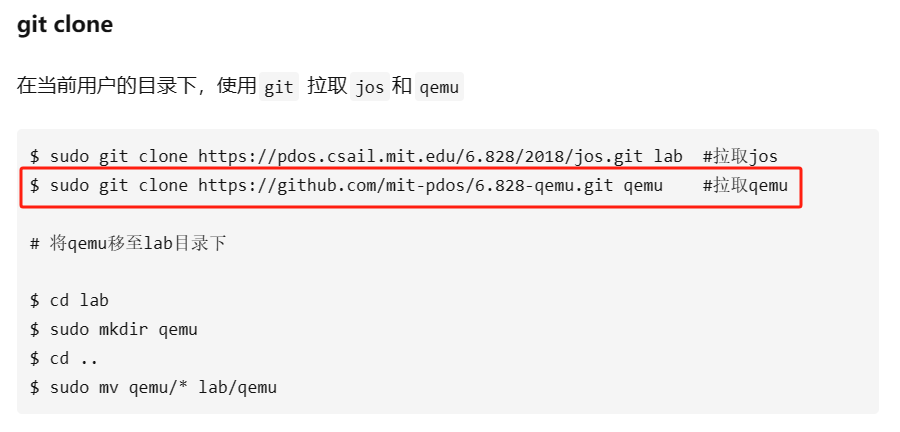 git clone
在当前用户的目录下，使用 git 拉取 jos 和 qemu
$ sudo git clone https://pdos.csail.mit.edu/6.828/2018/jos.git lab  #拉取jos
$ sudo git clone https://github.com/mit-pdos/6.828-qemu.git qemu    #拉取qemu
# 将qemu移至lab目录下
$ cd lab
$ sudo mkdir qemu
$ cd ..
$ sudo mv qemu/* lab/qemu